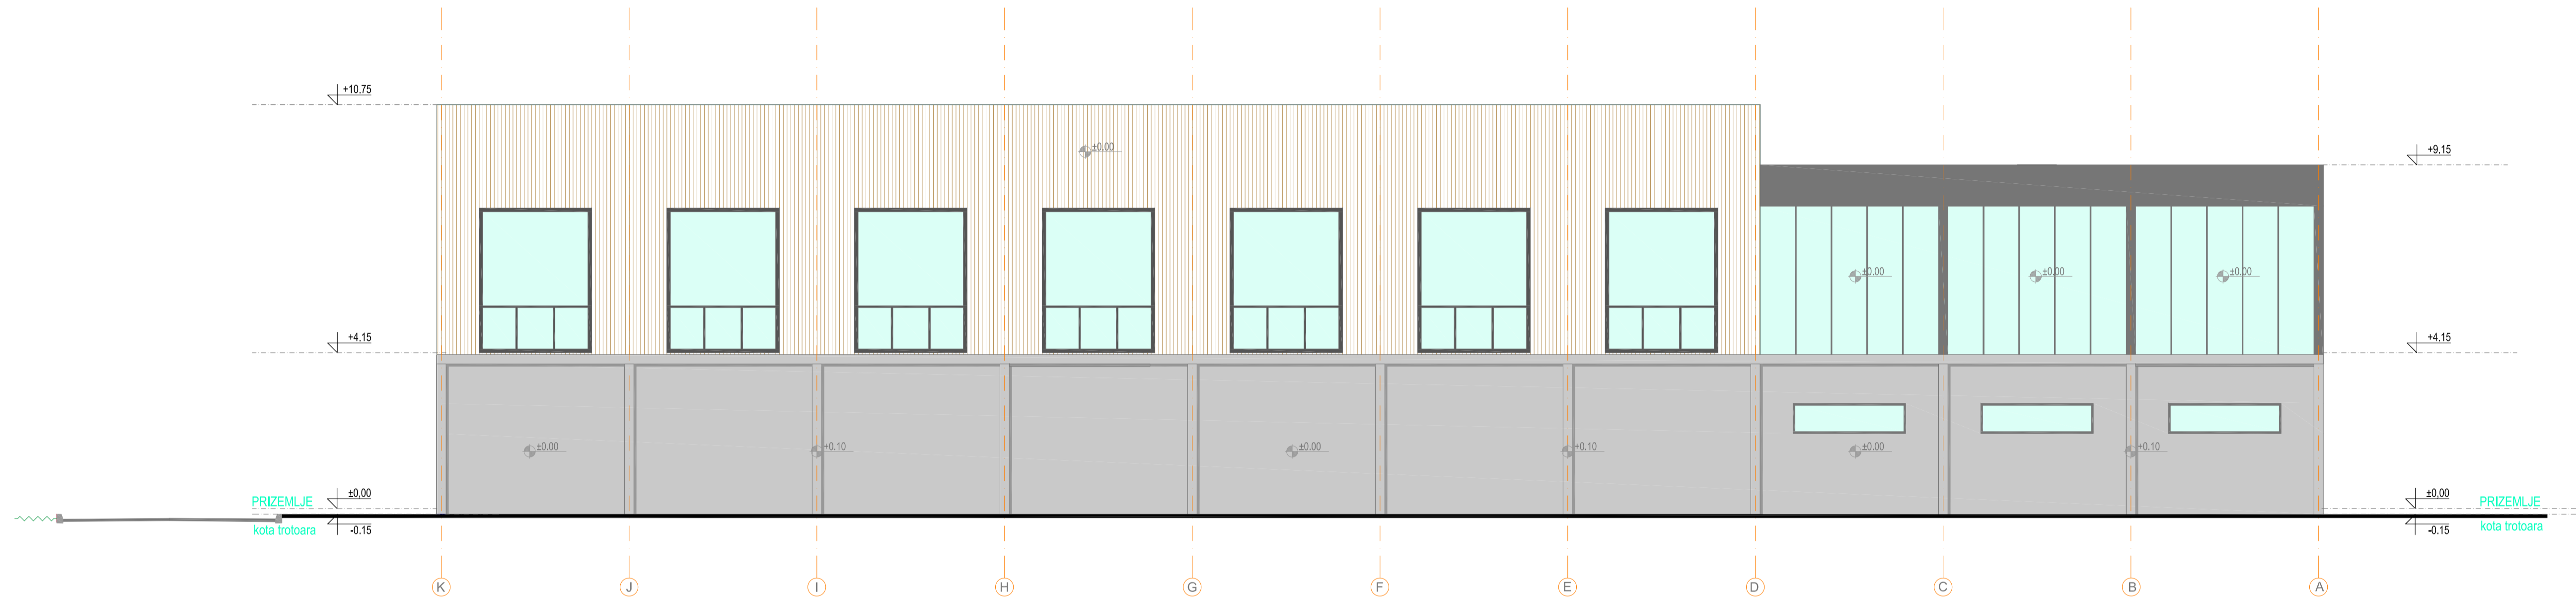 +10.75
±0.00
+9.15
±0.00
±0.00
±0.00
+4.15
+4.15
±0.00
+0.10
±0.00
+0.10
±0.00
+0.10
PRIZEMLJE
±0,00
±0,00
PRIZEMLJE
kota trotoara
-0.15
-0.15
kota trotoara
K
J
I
H
G
F
E
D
C
B
A